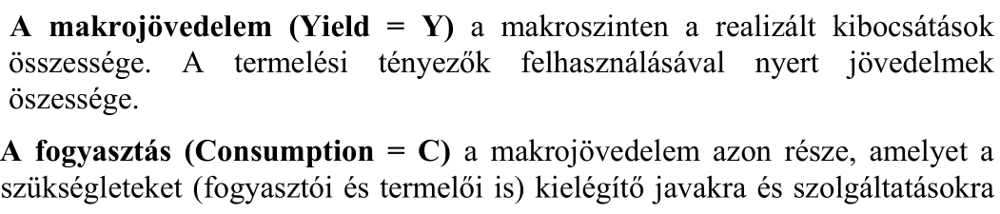 A makrojövedelem (Yield = Y) a makroszinten a realizált kibocsátások
összessége. A termelési tényezők felhasználásával nyert jövedelmek
öszessége.
A fogyasztás (Consumption = C) a makrojövedelem azon része, amelyet a
szükségleteket (fogyasztói és termelői is) kielégítő javakra és szolgáltatásokra